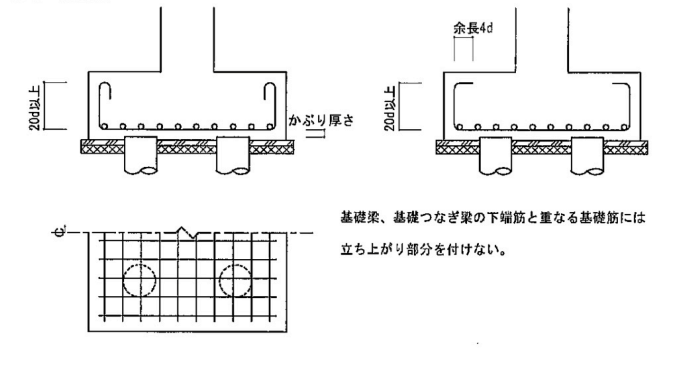 余長4d
20d以上
かぶり厚さ
20d以上
基礎梁、基礎つなぎ梁の下端筋と重なる基礎筋には
立ち上がり部分を付けない。